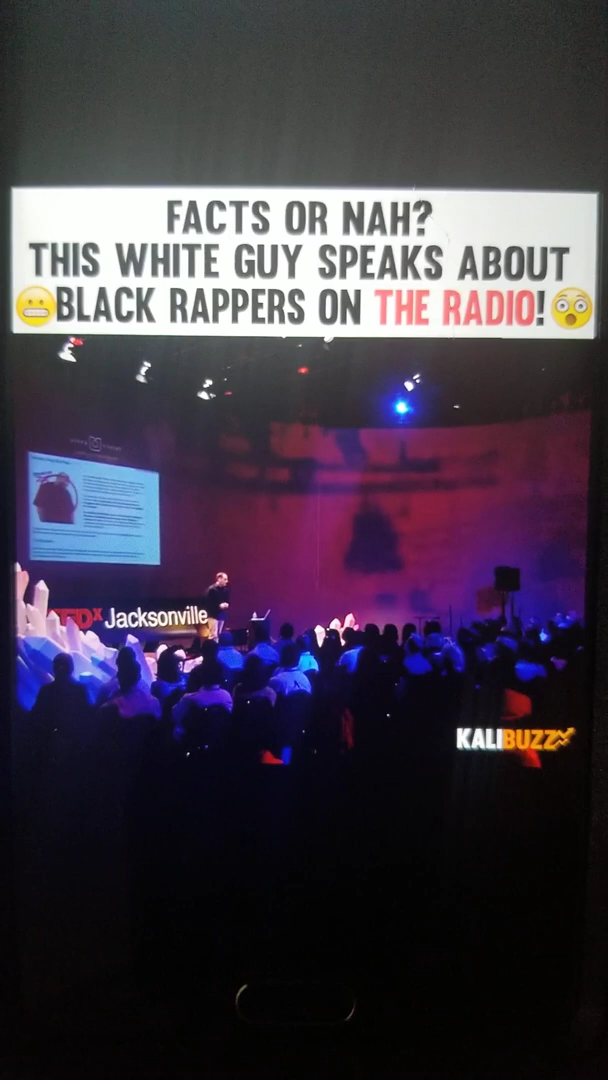 FACTS OR NAH?
THIS WHITE GUY SPEAKS ABOUT
BLACK RAPPERS ON THE RADIO!
TEDx Jacksonville
KALIBUZZ